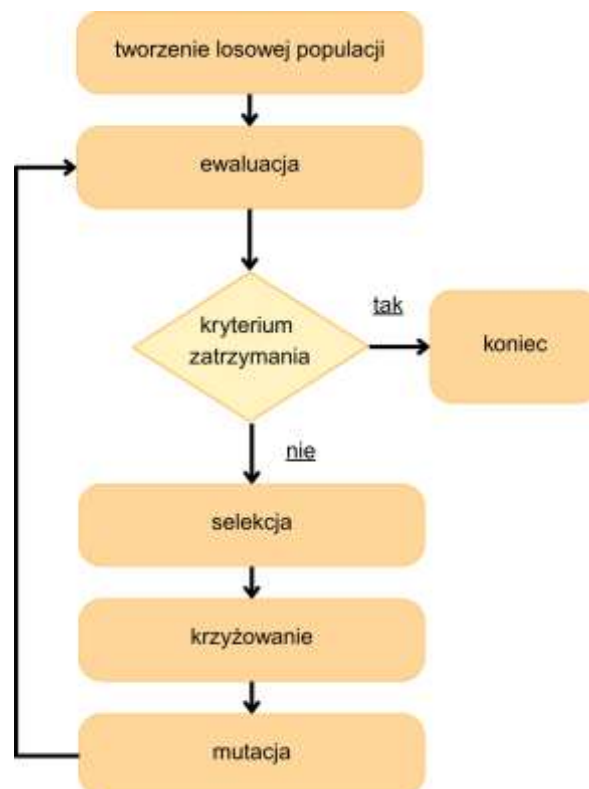 tworzenie losowej populacji
ewaluacja
kryterium
zatrzymania
tak
koniec
nie
selekcja
krzyżowanie
mutacja